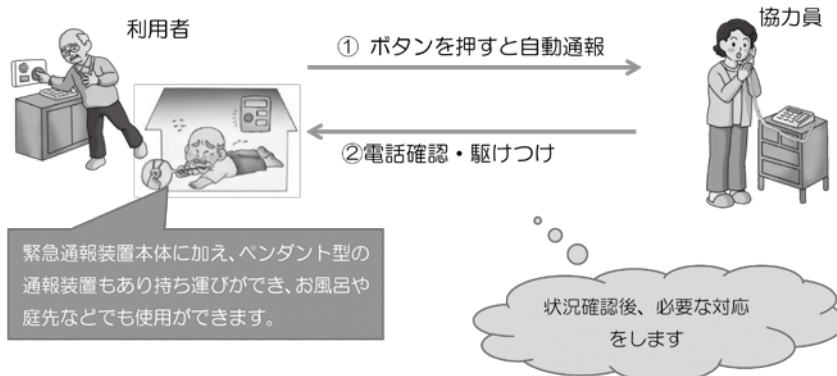 利用者
協力員
① ボタンを押すと自動通報
②電話確認・駆けつけ
緊急通報装置本体に加え、ペンダント型の
通報装置もあり持ち運びができ、お風呂や
庭先などでも使用ができます。
状況確認後、必要な対応
をします